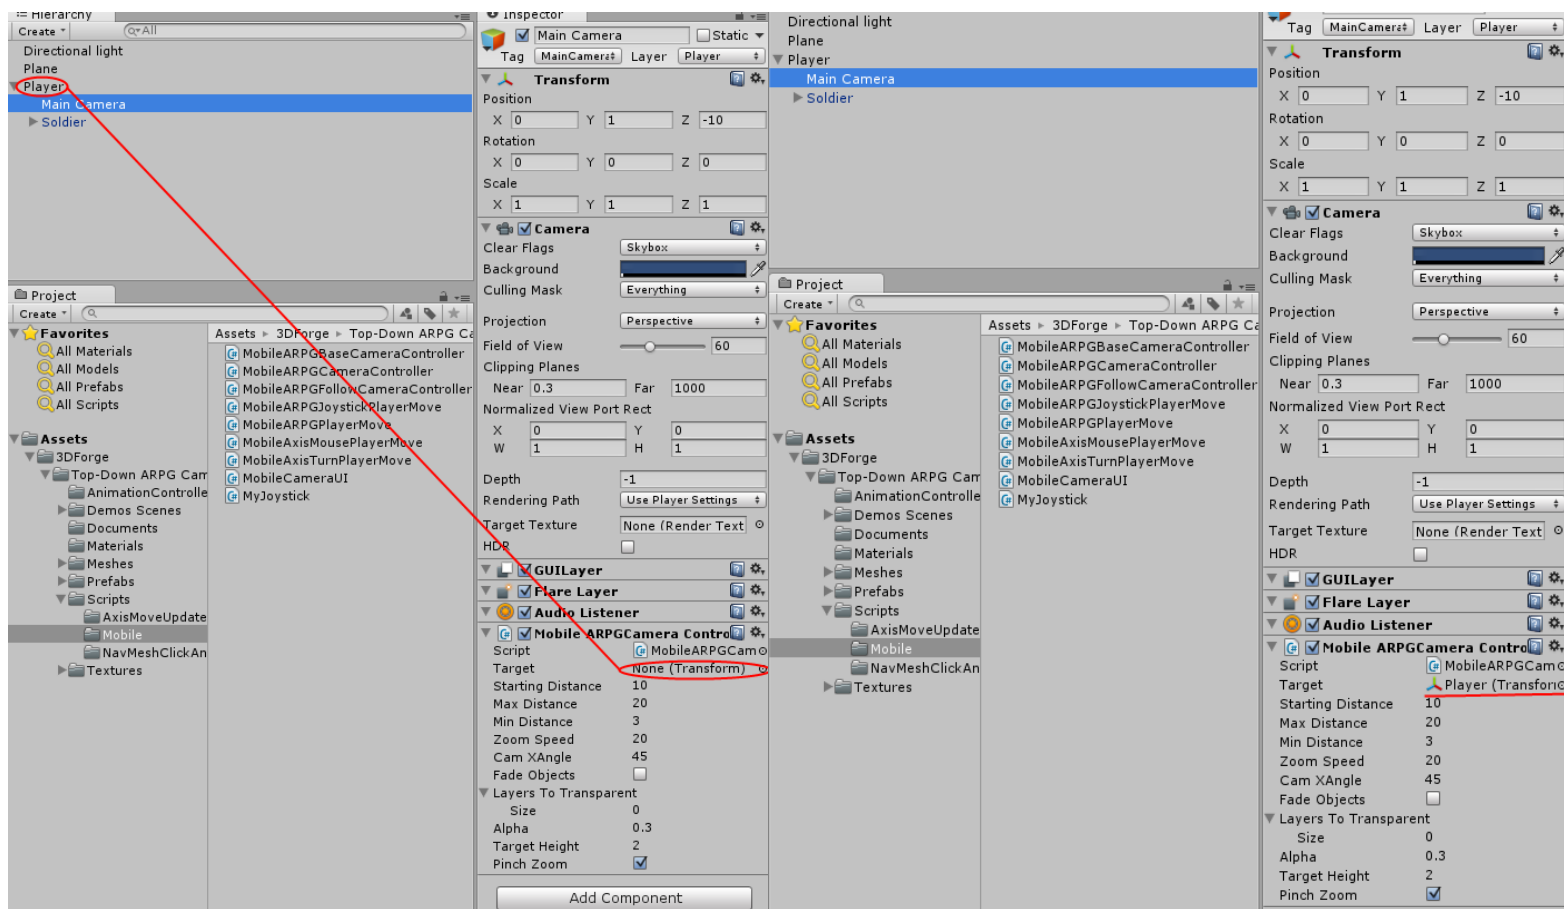 Hierarchy
Create
All
Directional light
Plane
Player
Main Camera
Soldier
Project
Create
Favorites
All Materials
All Models
All Prefabs
All Scripts
Assets
3DForge
Top-Down ARPG Cam
AnimationControlle
Demos Scenes
Documents
Materials
Meshes
Prefabs
Scripts
AxisMoveUpdate
Mobile
NavMeshClickAn
Textures
Assets 3DForge Top-Down ARPG Ca
MobileARPGBaseCameraController
MobileARPGCameraController
MobileARPGFollowCameraController
MobileARPGJoystickPlayerMove
MobileARPGPlayerMove
MobileAxisMousePlayerMove
MobileAxisTurnPlayerMove
MobileCameraUI
MyJoystick
Inspector
Main Camera Static
Tag MainCamera Layer Player
Transform
Position
X 0 Y 1 Z -10
Rotation
X 0 Y 0 Z 0
Scale
X 1 Y 1 Z 1
Camera
Clear Flags Skybox
Background
Culling Mask Everything
Projection Perspective
Field of View 60
Clipping Planes
Near 0.3 Far 1000
Normalized View Port Rect
X 0 Y 0
W 1 H 1
Depth -1
Rendering Path Use Player Settings
Target Texture None (Render Text
HDR
GUILayer
Flare Layer
Audio Listener
Mobile ARPGCamera Contro
Script MobileARPGCam
Target None (Transform)
Starting Distance 10
Max Distance 20
Min Distance 3
Zoom Speed 20
Cam XAngle 45
Fade Objects
Layers To Transparent
Size 0
Alpha 0.3
Target Height 2
Pinch Zoom
Add Component
Directional light
Plane
Player
Main Camera
Soldier
Project
Create
Favorites
All Materials
All Models
All Prefabs
All Scripts
Assets
3DForge
Top-Down ARPG Cam
AnimationControlle
Demos Scenes
Documents
Materials
Meshes
Prefabs
Scripts
AxisMoveUpdate
Mobile
NavMeshClickAn
Textures
Assets 3DForge Top-Down ARPG Ca
MobileARPGBaseCameraController
MobileARPGCameraController
MobileARPGFollowCameraController
MobileARPGJoystickPlayerMove
MobileARPGPlayerMove
MobileAxisMousePlayerMove
MobileAxisTurnPlayerMove
MobileCameraUI
MyJoystick
Tag MainCamera Layer Player
Transform
Position
X 0 Y 1 Z -10
Rotation
X 0 Y 0 Z 0
Scale
X 1 Y 1 Z 1
Camera
Clear Flags Skybox
Background
Culling Mask Everything
Projection Perspective
Field of View 60
Clipping Planes
Near 0.3 Far 1000
Normalized View Port Rect
X 0 Y 0
W 1 H 1
Depth -1
Rendering Path Use Player Settings
Target Texture None (Render Text
HDR
GUILayer
Flare Layer
Audio Listener
Mobile ARPGCamera Contro
Script MobileARPGCam
Target Player (Transfor
Starting Distance 10
Max Distance 20
Min Distance 3
Zoom Speed 20
Cam XAngle 45
Fade Objects
Layers To Transparent
Size 0
Alpha 0.3
Target Height 2
Pinch Zoom